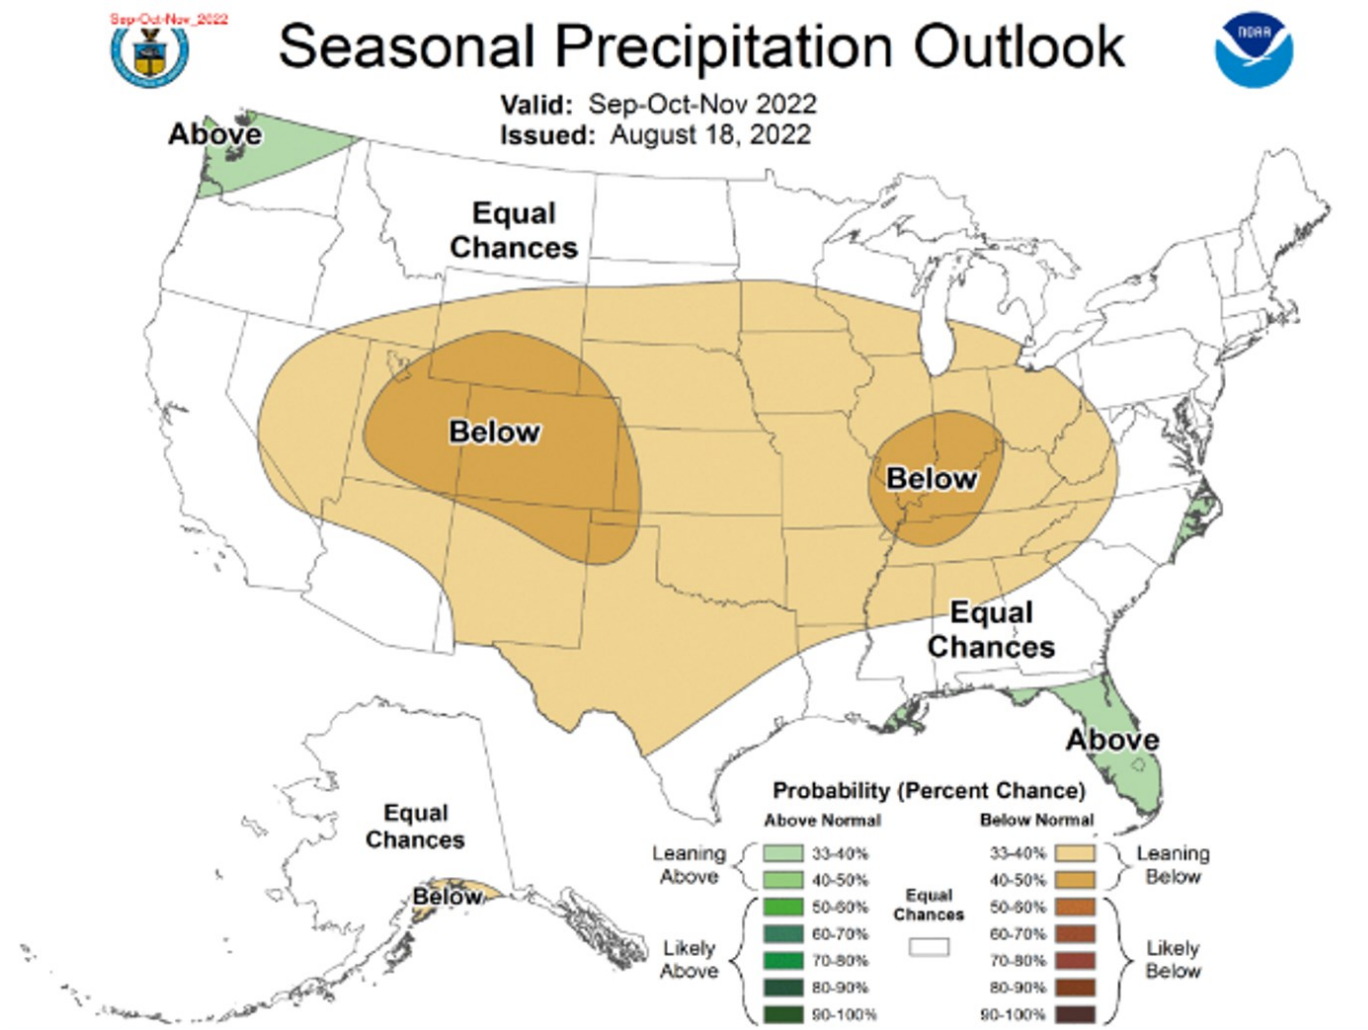 Sep-Oct-Nov_2022
Seasonal Precipitation Outlook
NOAA
Valid: Sep-Oct-Nov 2022
Issued: August 18, 2022
Above
Equal
Chances
Below
Below
Equal
Chances
Above
Equal
Chances
Below
Probability (Percent Chance)
Above Normal
Below Normal
Leaning
Above
33-40%
40-50%
Likely
Above
50-60%
60-70%
70-80%
80-90%
90-100%
Equal
Chances
33-40%
40-50%
Leaning
Below
50-60%
60-70%
70-80%
80-90%
90-100%
Likely
Below